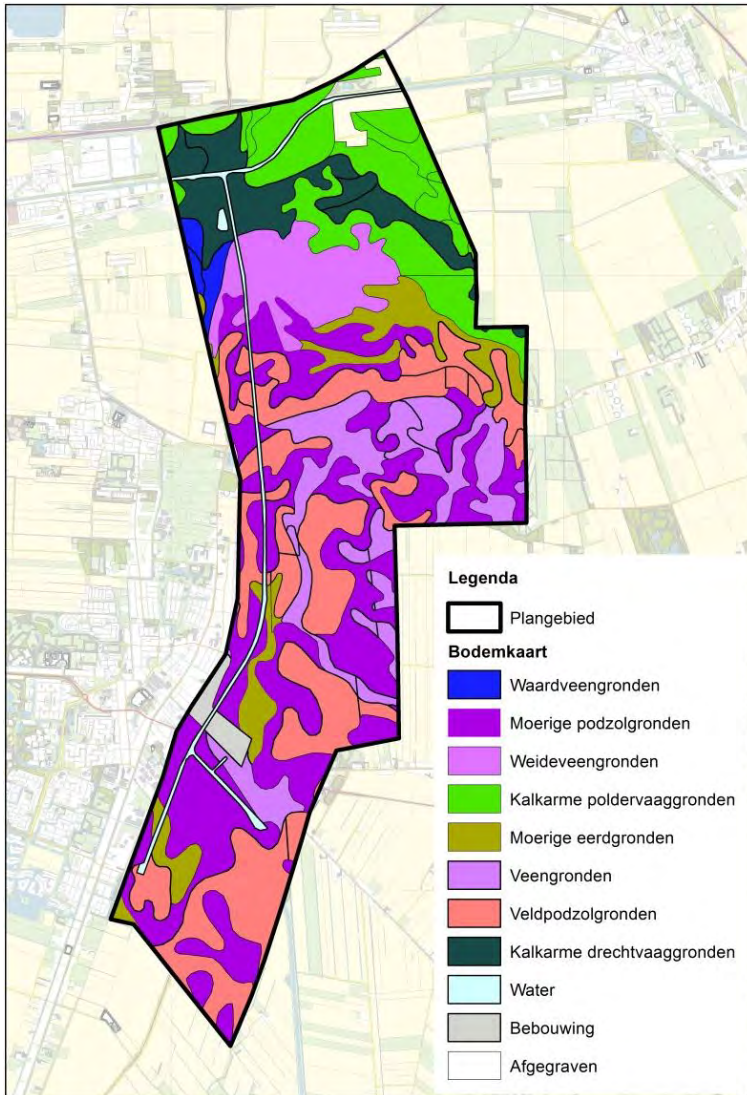 Legenda
Plangebied
Bodemkaart
Waardveengronden
Moerige podzolgronden
Weideveengronden
Kalkarme poldervaaggronden
Moerige eerdgronden
Veengronden
Veldpodzolgronden
Kalkarme drechtvaaggronden
Water
Bebouwing
Afgegraven